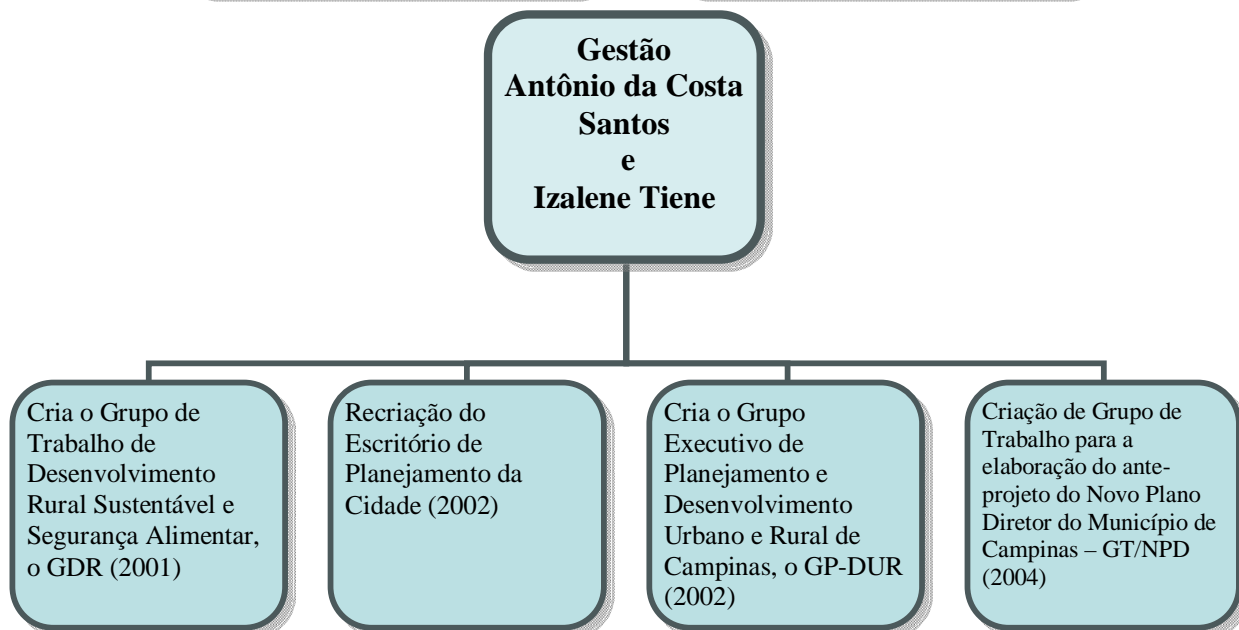 Gestão
Antônio da Costa
Santos
e
Izalene Tiene
Cria o Grupo de
Trabalho de
Desenvolvimento
Rural Sustentável e
Segurança Alimentar,
o GDR (2001)
Recriação do
Escritório de
Planejamento da
Cidade (2002)
Cria o Grupo
Executivo de
Planejamento e
Desenvolvimento
Urbano e Rural de
Campinas, o GP-DUR
(2002)
Criação de Grupo de
Trabalho para a
elaboração do ante-
projeto do Novo Plano
Diretor do Município de
Campinas – GT/NPD
(2004)